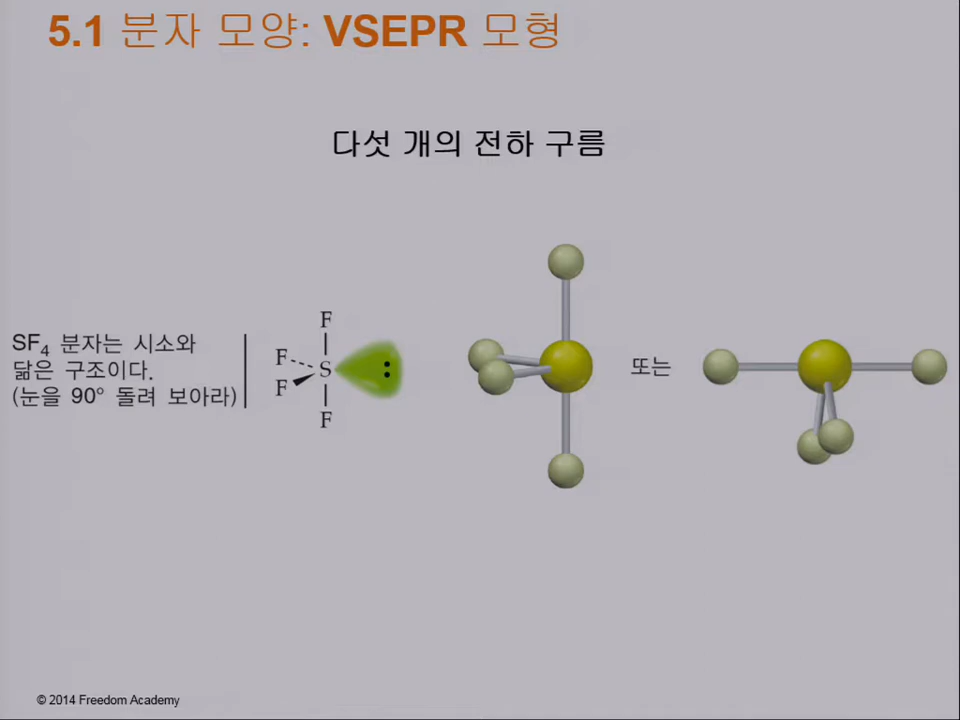 5.1 분자 모양: VSEPR 모형
다섯 개의 전하 구름
SF₄ 분자는 시소와
닮은 구조이다.
(눈을 90° 돌려 보아라)
F
F
S
:
F
F
또는
© 2014 Freedom Academy